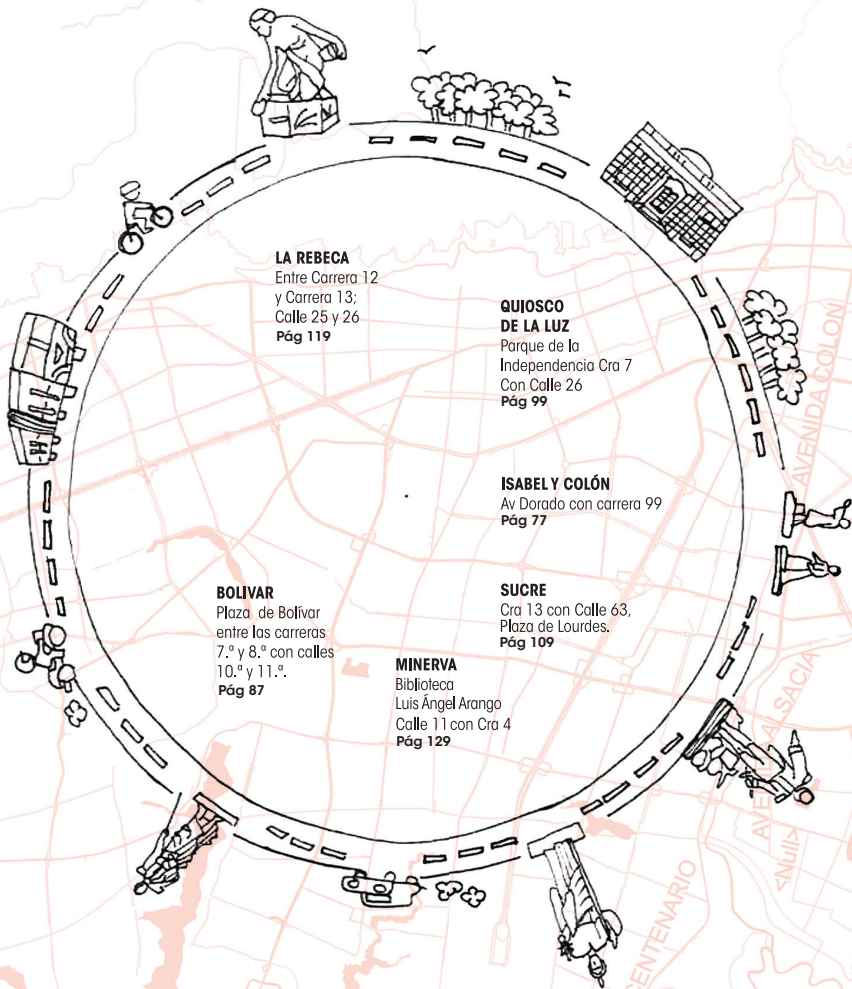 LA REBECA
Entre Carrera 12
y Carrera 13;
Calle 25 y 26
Pág 119
QUIOSCO
DE LA LUZ
Parque de la
Independencia Cra 7
Con Calle 26
Pág 99
ISABEL Y COLÓN
Av Dorado con carrera 99
Pág 77
SUCRE
Cra 13 con Calle 63,
Plaza de Lourdes.
Pág 109
BOLIVAR
Plaza de Bolívar
entre las carreras
7.ª y 8.ª con calles
10.ª y 11.ª.
Pág 87
MINERVA
Biblioteca
Luis Ángel Arango
Calle 11 con Cra 4
Pág 129
AVENIDA COLON
ALSACIA
<Null>
CENTENARIO